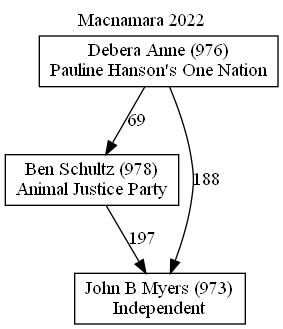 Macnamara 2022
Debera Anne (976)
Pauline Hanson's One Nation
69
Ben Schultz (978)
Animal Justice Party
188
197
John B Myers (973)
Independent